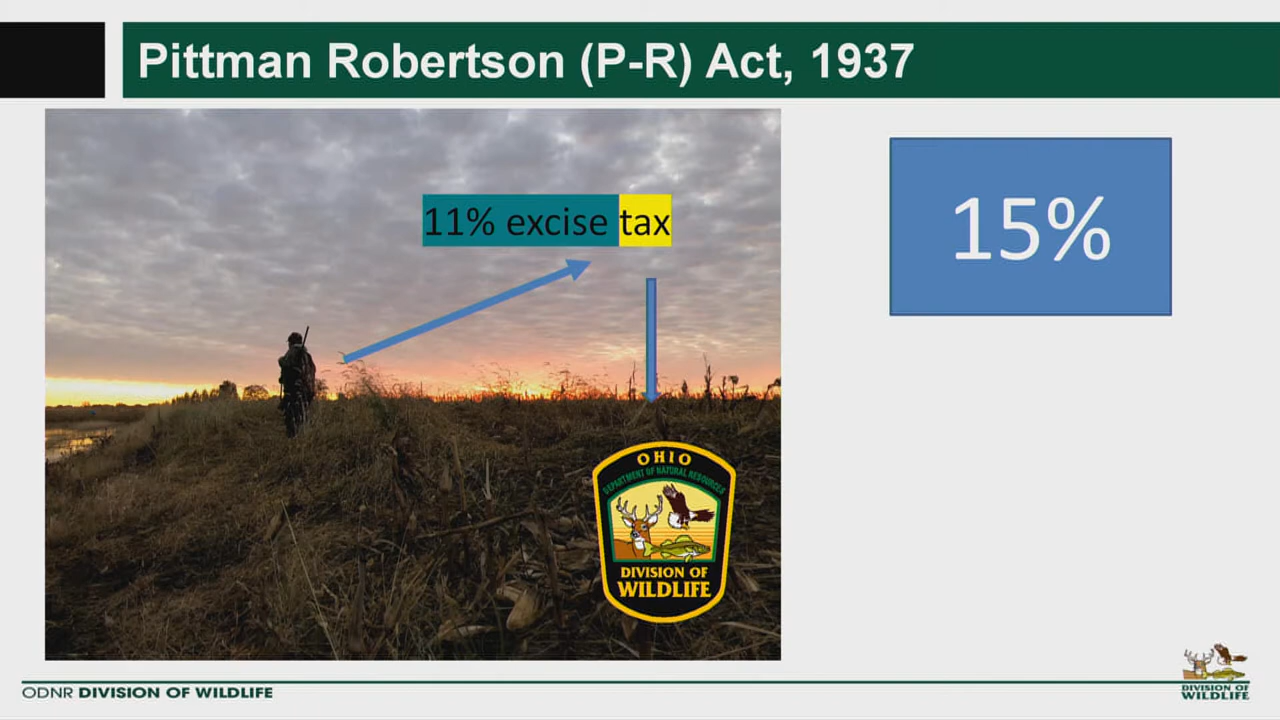 Pittman Robertson (P-R) Act, 1937
11% excise tax
15%
OHIO
DEPARTMENT OF NATURAL RESOURCES
DIVISION OF
WILDLIFE
ODNR DIVISION OF WILDLIFE
DIVISION OF
WILDLIFE